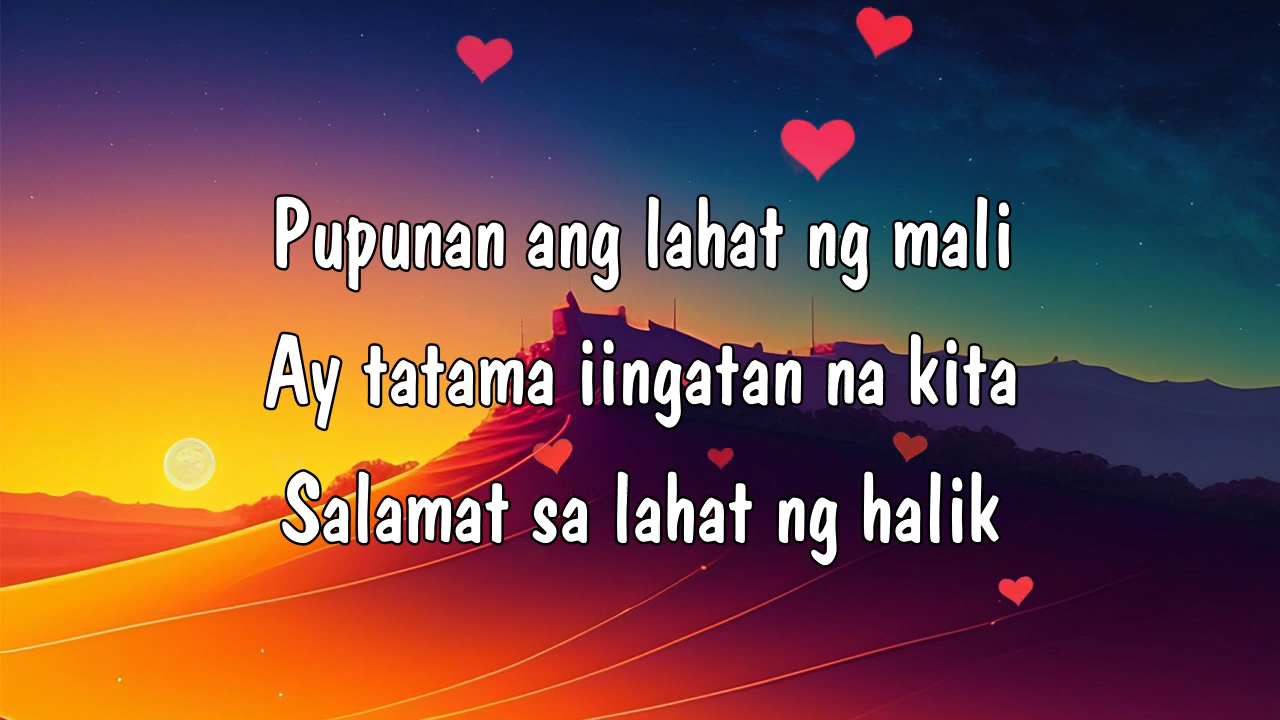 Pupunan ang lahat ng mali
Ay tatama iingatan na kita
Salamat sa lahat ng halik